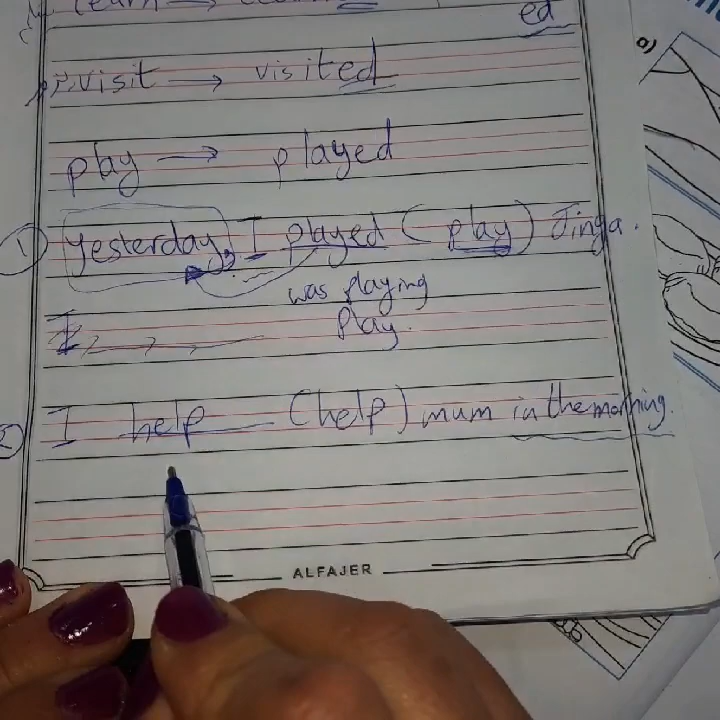 learn →
ed
visit → visited
play → played
1 Yesterday, I played (play) Jinga.
was playing
I play.
2 I help (help) mum in the morning.
ALFAJER